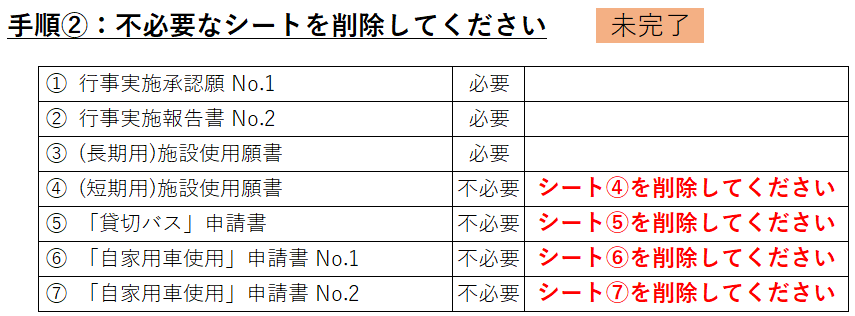 手順②：不必要なシートを削除してください 未完了
① 行事実施承認願 No.1 必要
② 行事実施報告書 No.2 必要
③ (長期用)施設使用願書 必要
④ (短期用)施設使用願書 不必要 シート④を削除してください
⑤ 「貸切バス」申請書 不必要 シート⑤を削除してください
⑥ 「自家用車使用」申請書 No.1 不必要 シート⑥を削除してください
⑦ 「自家用車使用」申請書 No.2 不必要 シート⑦を削除してください